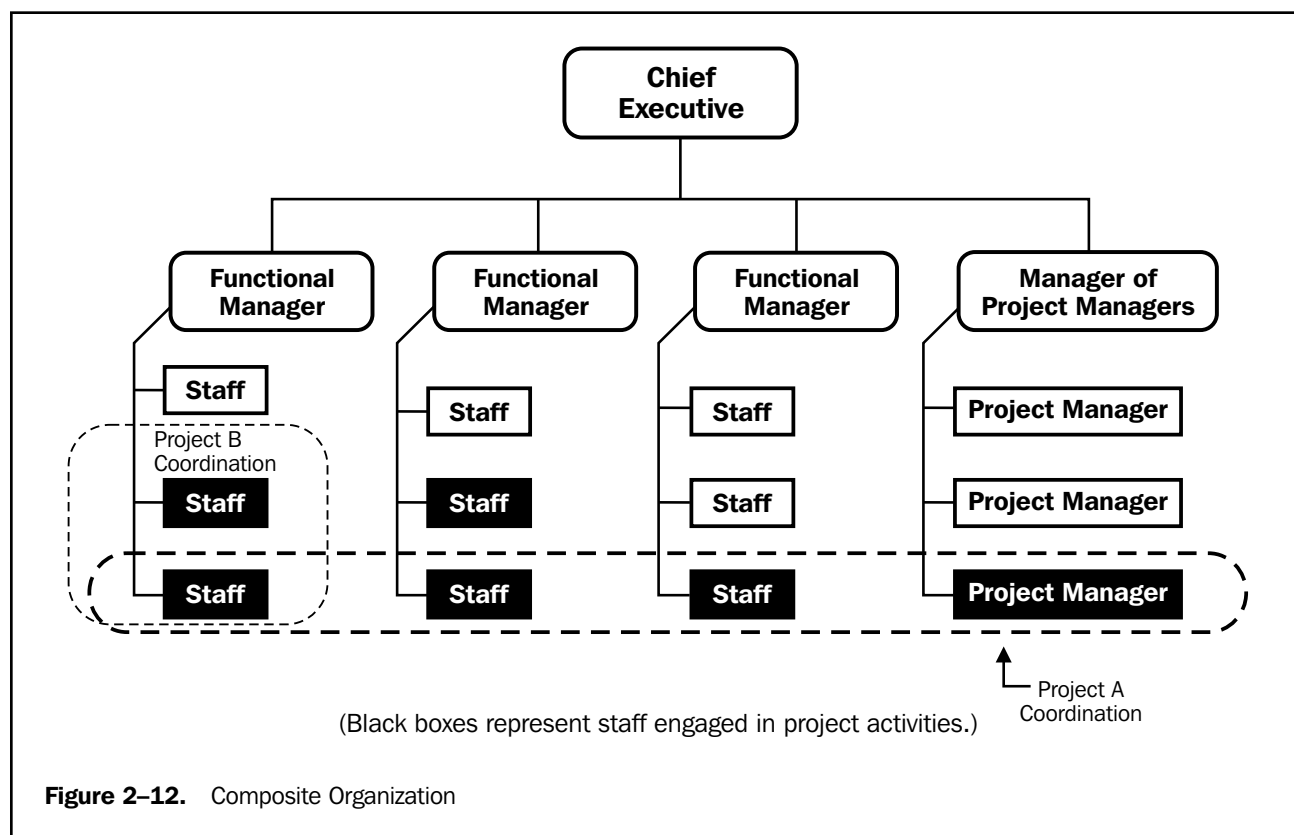 Chief
Executive
Functional
Manager
Functional
Manager
Functional
Manager
Manager of
Project Managers
Staff
Staff
Staff
Project Manager
Project B
Coordination
Staff
Staff
Staff
Project Manager
Staff
Staff
Staff
Project Manager
Project A
Coordination
(Black boxes represent staff engaged in project activities.)
Figure 2–12. Composite Organization